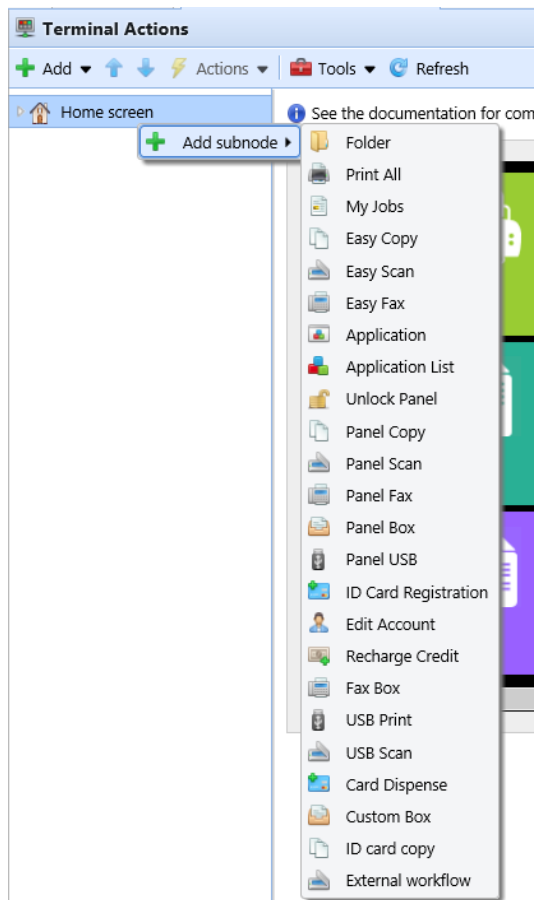 Terminal Actions
Add Actions Tools Refresh
Home screen
See the documentation for com
Add subnode
Folder
Print All
My Jobs
Easy Copy
Easy Scan
Easy Fax
Application
Application List
Unlock Panel
Panel Copy
Panel Scan
Panel Fax
Panel Box
Panel USB
ID Card Registration
Edit Account
Recharge Credit
Fax Box
USB Print
USB Scan
Card Dispense
Custom Box
ID card copy
External workflow